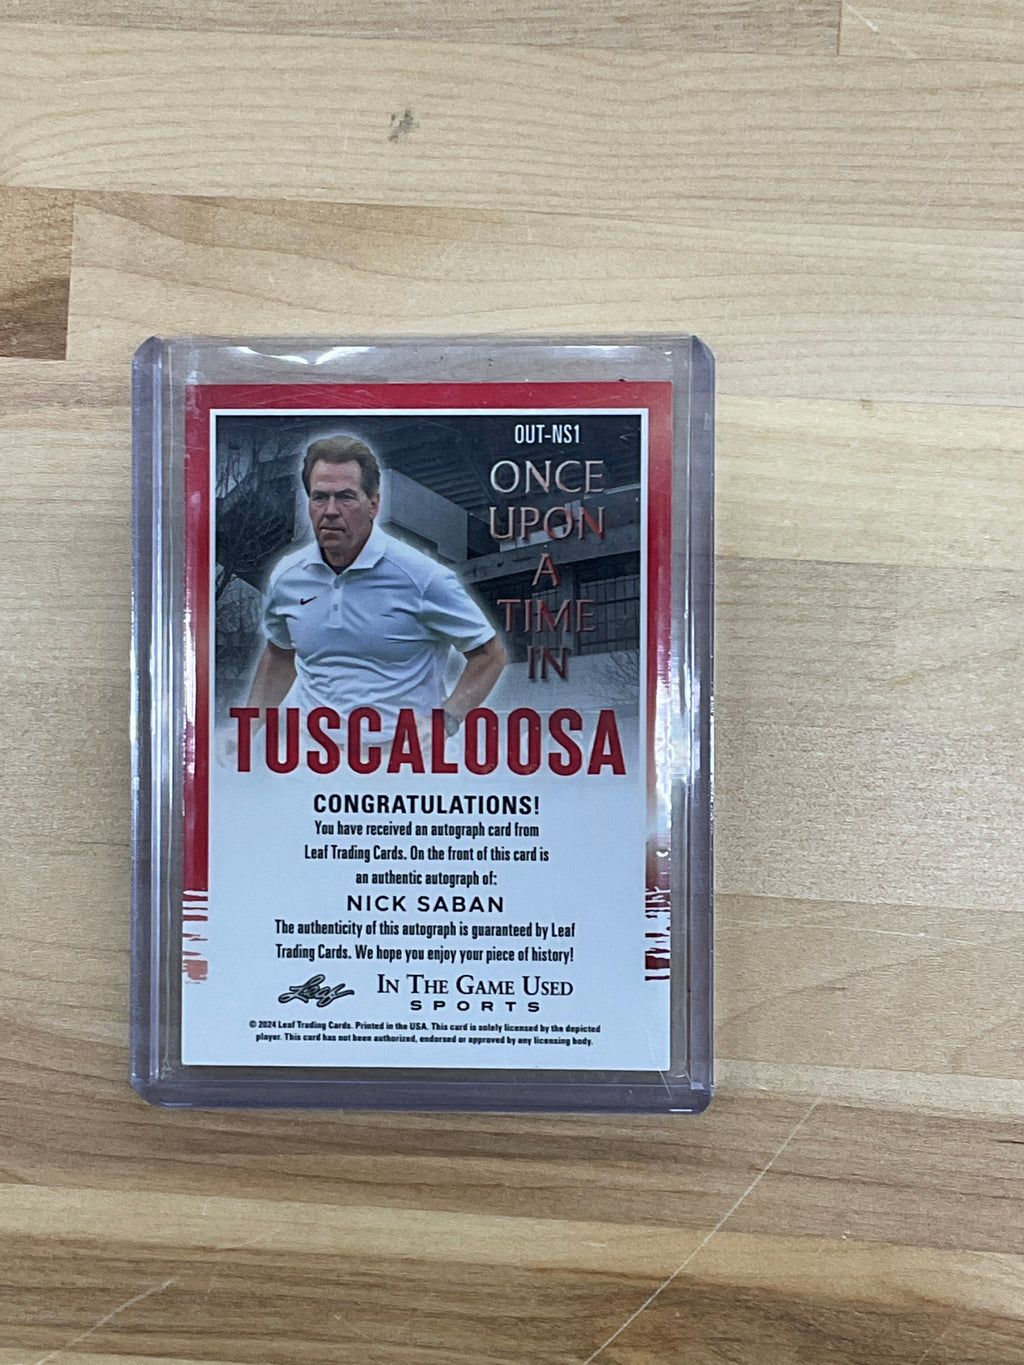 OUT-NS1
ONCE
UPON
A
TIME
IN
TUSCALOOSA
CONGRATULATIONS!
You have received an autograph card from
Leaf Trading Cards. On the front of this card is
an authentic autograph of:
NICK SABAN
The authenticity of this autograph is guaranteed by Leaf
Trading Cards. We hope you enjoy your piece of history!
Leaf IN THE GAME USED
SPORTS
© 2024 Leaf Trading Cards. Printed in the USA. This card is solely licensed by the depicted
player. This card has not been authorized, endorsed or approved by any licensing body.